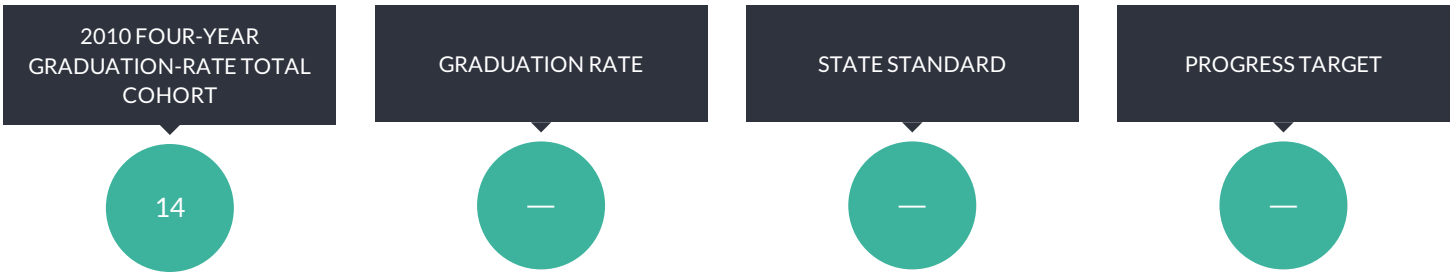 2010 FOUR-YEAR
GRADUATION-RATE TOTAL
COHORT
14
GRADUATION RATE
—
STATE STANDARD
—
PROGRESS TARGET
—